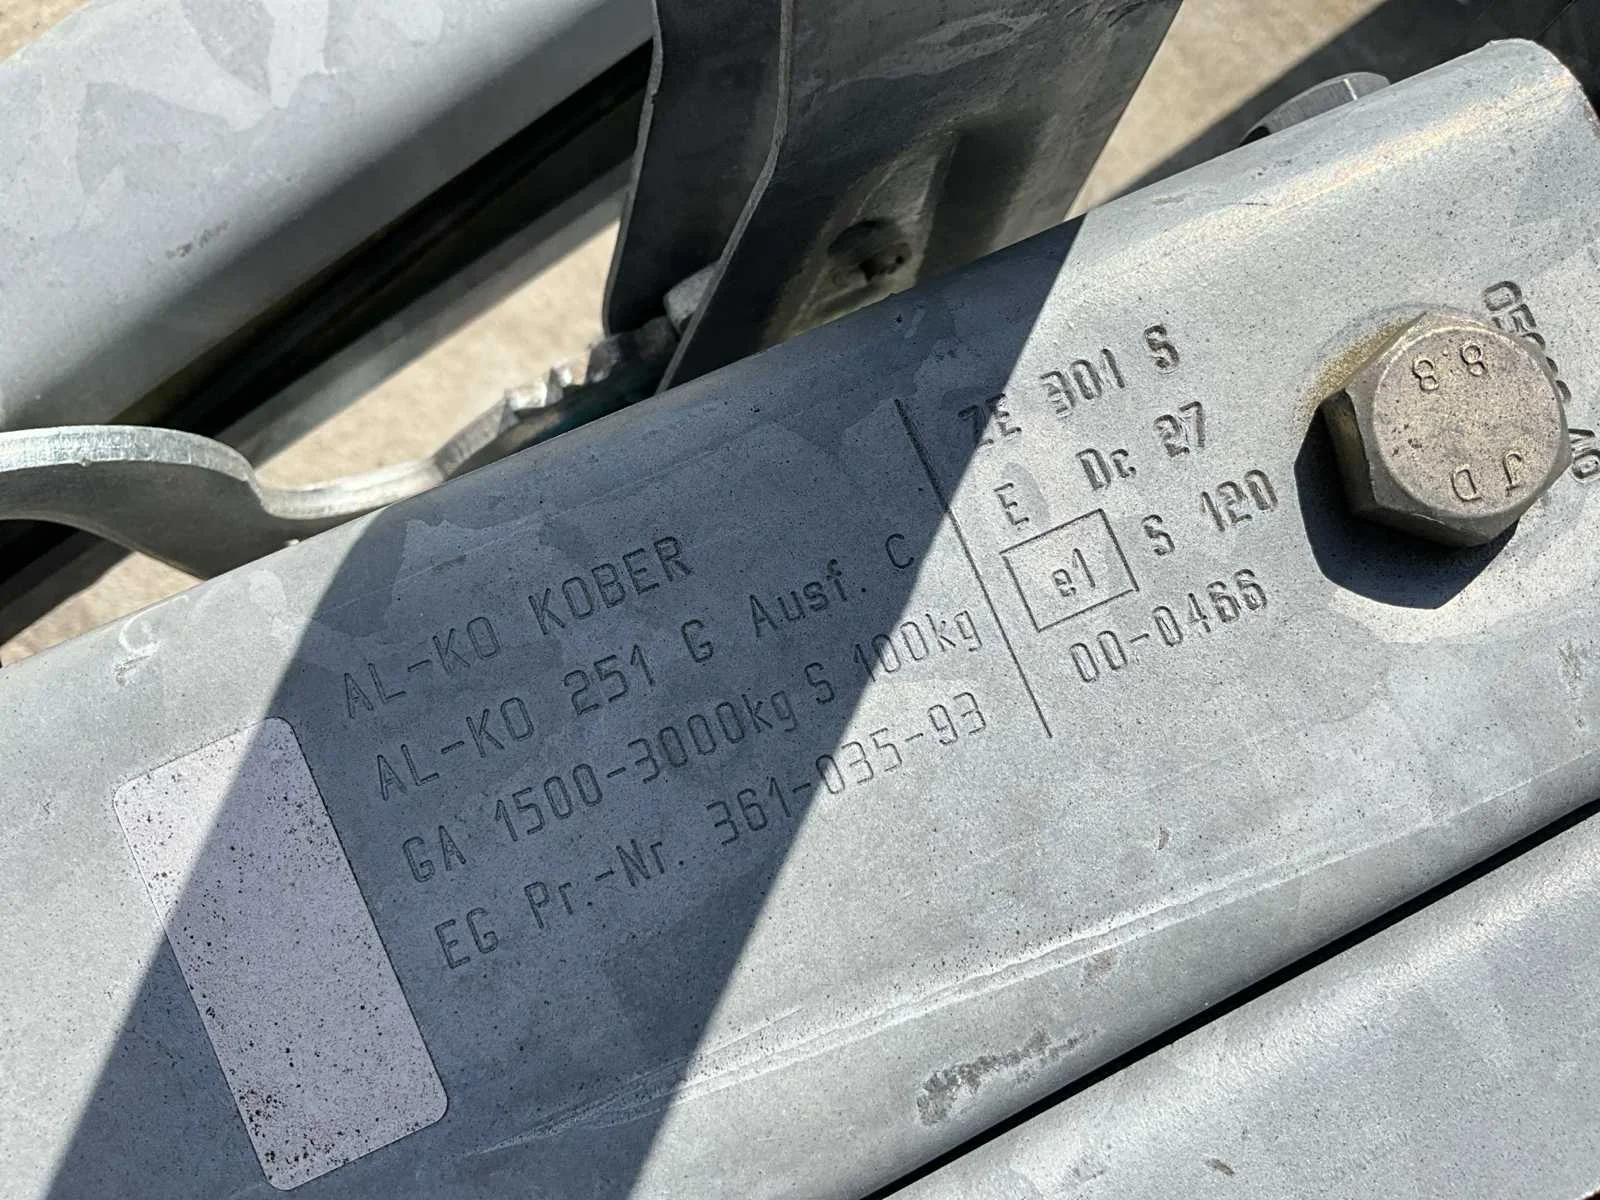 AL-KO KOBER
AL-KO 251 G Ausf. C
GA 1500-3000kg S 100kg
EG Pr.-Nr. 361-035-93
ZE 301 S
E Dc 27
e1 S 120
00-0466
8.8
JD